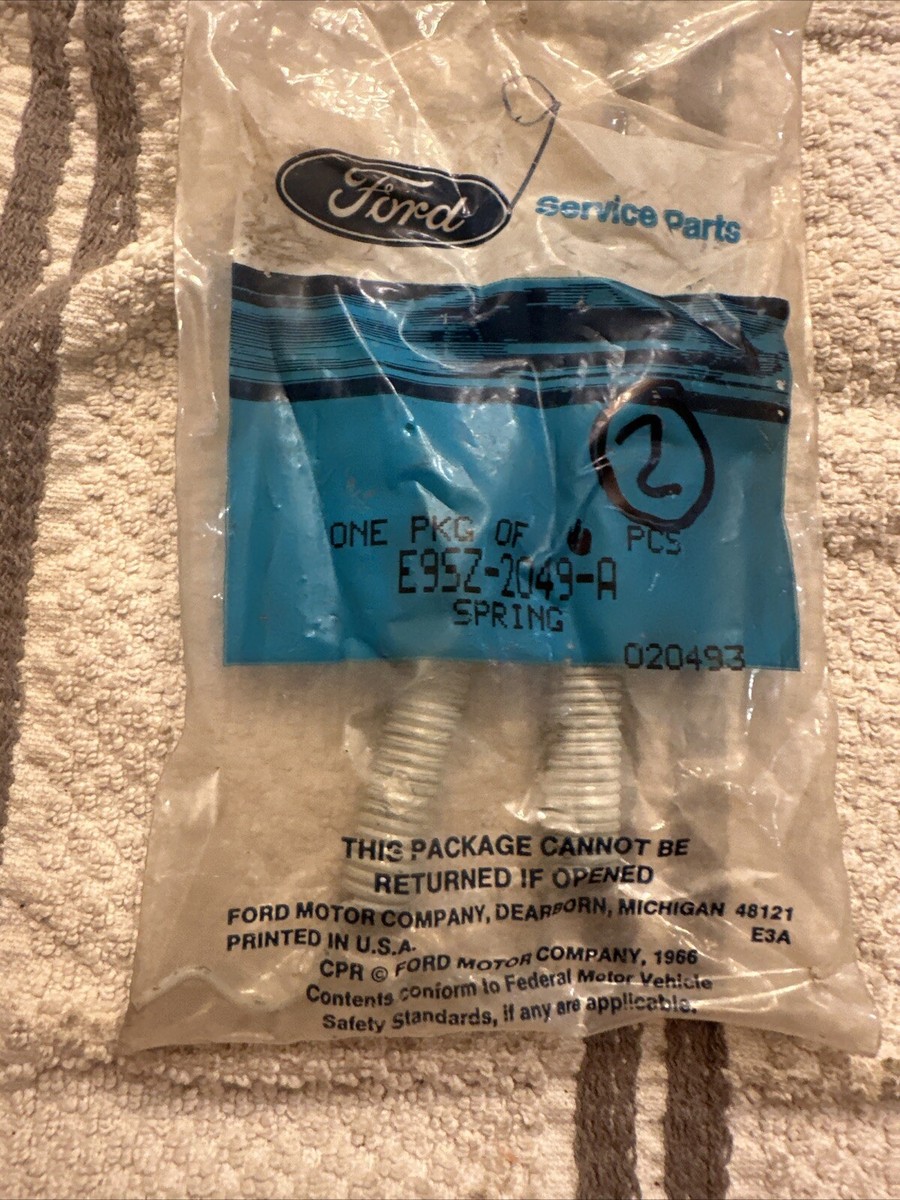 Ford
Service Parts
2
ONE PKG OF PCS
E9SZ-2049-A
SPRING
020493
THIS PACKAGE CANNOT BE
RETURNED IF OPENED
FORD MOTOR COMPANY, DEARBORN, MICHIGAN 48121
PRINTED IN U.S.A. E3A
CPR © FORD MOTOR COMPANY, 1966
Contents conform to Federal Motor Vehicle
Safety Standards, if any are applicable.